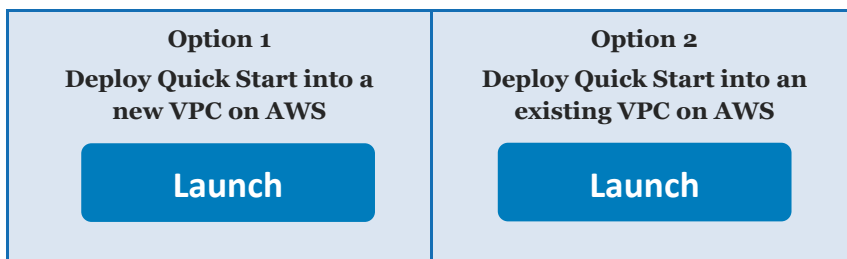 Option 1
Deploy Quick Start into a
new VPC on AWS
Launch
Option 2
Deploy Quick Start into an
existing VPC on AWS
Launch